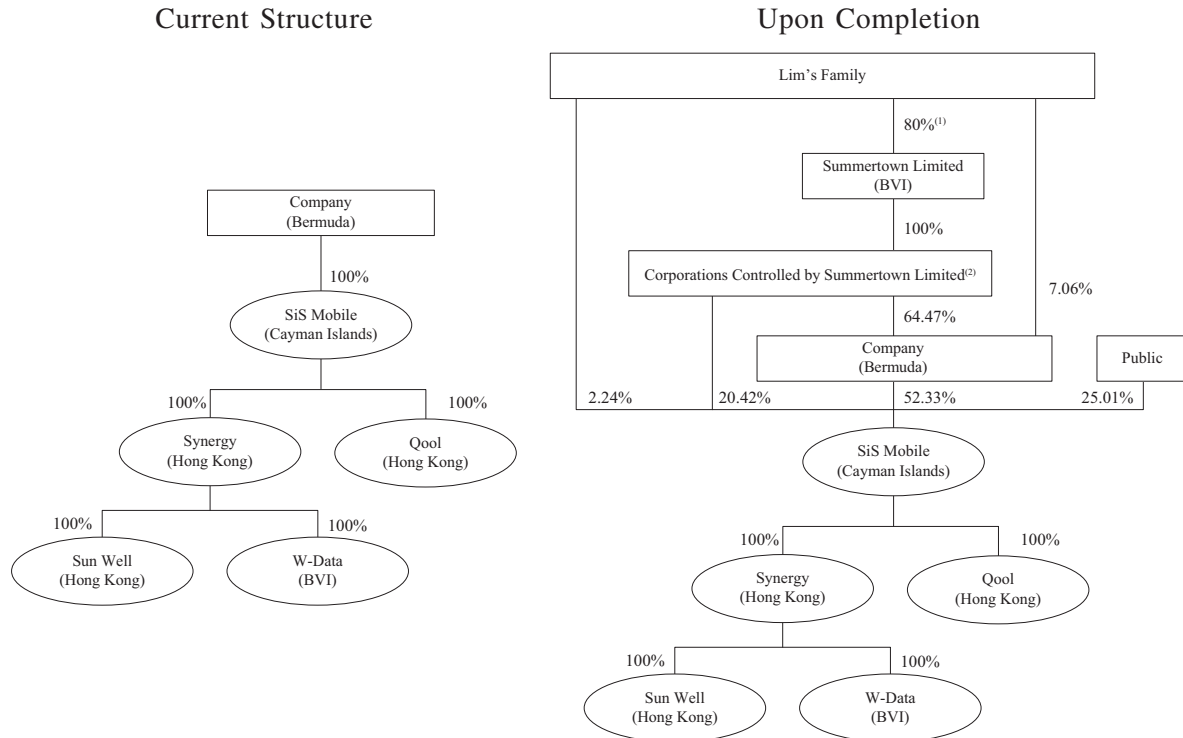 Current Structure
Company
(Bermuda)
100%
SiS Mobile
(Cayman Islands)
100%
100%
Synergy
(Hong Kong)
Qool
(Hong Kong)
100%
100%
Sun Well
(Hong Kong)
W-Data
(BVI)
Upon Completion
Lim's Family
80%(1)
Summertown Limited
(BVI)
100%
Corporations Controlled by Summertown Limited(2)
7.06%
64.47%
Company
(Bermuda)
Public
2.24%
20.42%
52.33%
25.01%
SiS Mobile
(Cayman Islands)
100%
100%
Synergy
(Hong Kong)
Qool
(Hong Kong)
100%
100%
Sun Well
(Hong Kong)
W-Data
(BVI)